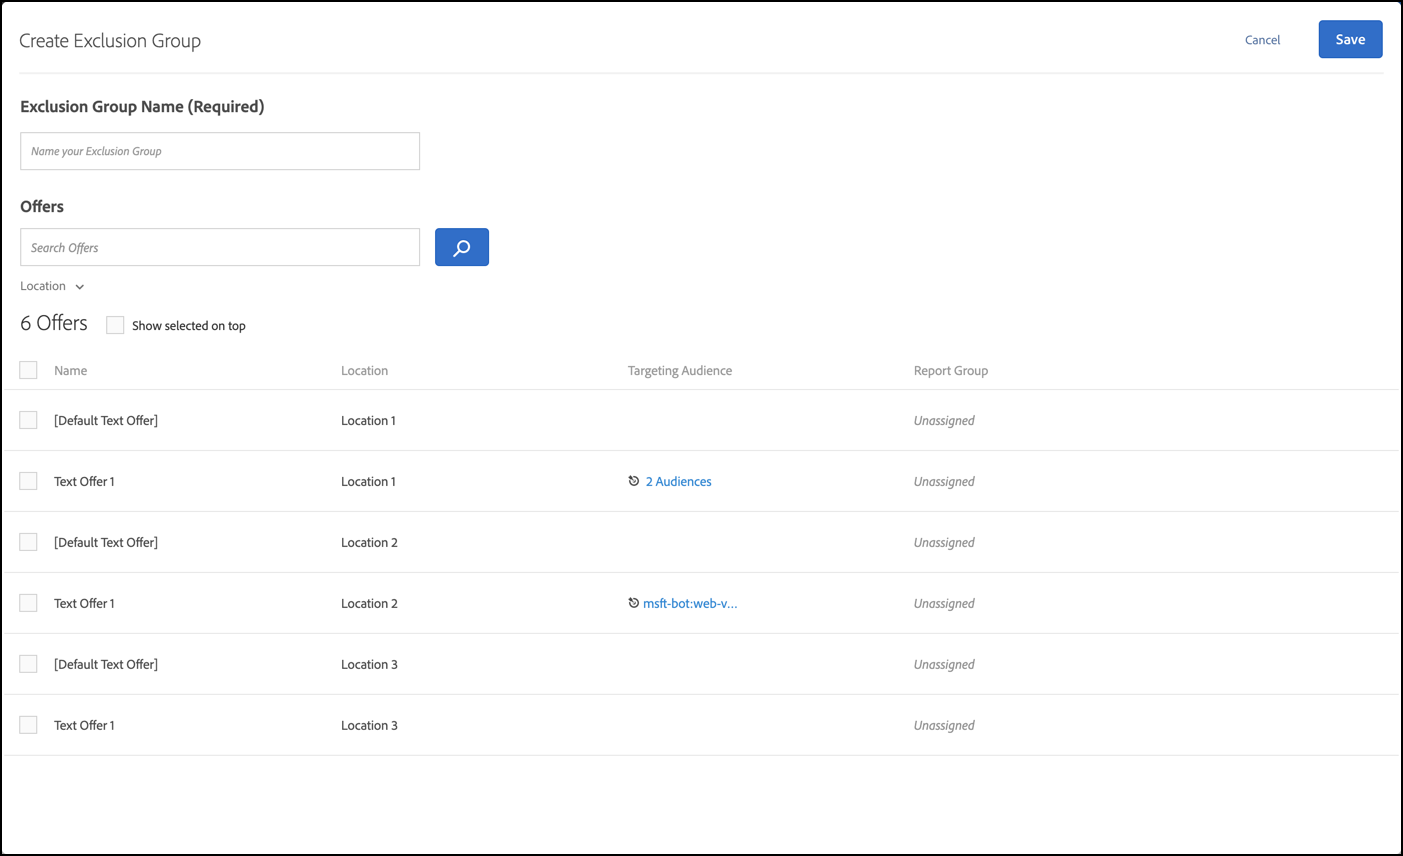 Create Exclusion Group
Cancel
Save
Exclusion Group Name (Required)
Name your Exclusion Group
Offers
Search Offers
Location
6 Offers Show selected on top
Name Location Targeting Audience Report Group
[Default Text Offer] Location 1 Unassigned
Text Offer 1 Location 1 2 Audiences Unassigned
[Default Text Offer] Location 2 Unassigned
Text Offer 1 Location 2 msft-bot:web-v... Unassigned
[Default Text Offer] Location 3 Unassigned
Text Offer 1 Location 3 Unassigned